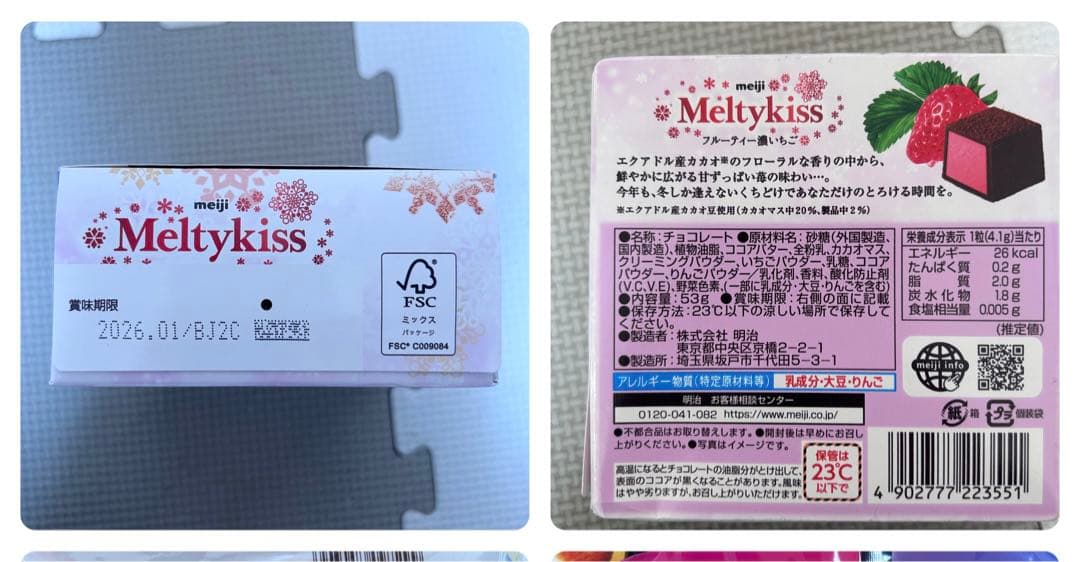 meiji
Meltykiss
賞味期限
2026.01/BJ2C
FSC
ミックス
パッケージ
FSC® C009084
meiji
Meltykiss
フルーティー濃いちご
エクアドル産カカオ※のフローラルな香りの中から、
鮮やかに広がる甘ずっぱい苺の味わい…。
今年も、冬しか逢えないくちどけであなただけのとろける時間を。
※エクアドル産カカオ豆使用(カカオマス中20%、製品中2%)
●名称:チョコレート ●原材料名:砂糖(外国製造、
国内製造)、植物油脂、ココアバター、全粉乳、カカオマス、
クリーミングパウダー、いちごパウダー、乳糖、ココア
パウダー、りんごパウダー/乳化剤、香料、酸化防止剤
(V.C、V.E)、野菜色素、(一部に乳成分・大豆・りんごを含む)
●内容量:53g ●賞味期限:右側の面に記載
●保存方法:23℃以下の涼しい場所で保存して
ください。
●製造者:株式会社 明治
東京都中央区京橋2-2-1
●製造所:埼玉県坂戸市千代田5-3-1
栄養成分表示 1粒(4.1g)当たり
エネルギー 26kcal
たんぱく質 0.2g
脂質 2.0g
炭水化物 1.8g
食塩相当量 0.005g
(推定値)
meiji info
アレルギー物質(特定原材料等) 乳成分・大豆・りんご
明治 お客様相談センター
0120-041-082 https://www.meiji.co.jp/
紙 箱 プラ 個装袋
●不都合品はお取り替えします。●開封後は早めにお召し
上がりください。●写真はイメージです。
高温になるとチョコレートの油脂分がとけ出して、
表面のココアが黒くなることがあります。風味
はやや劣りますが、お召し上がりいただけます。
保管は
23℃
以下で
4 902777 223551